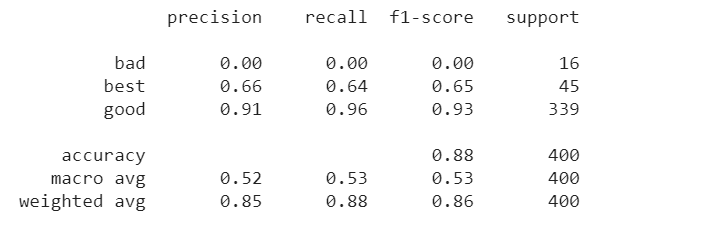 precision recall f1-score support
bad 0.00 0.00 0.00 16
best 0.66 0.64 0.65 45
good 0.91 0.96 0.93 339
accuracy 0.88 400
macro avg 0.52 0.53 0.53 400
weighted avg 0.85 0.88 0.86 400